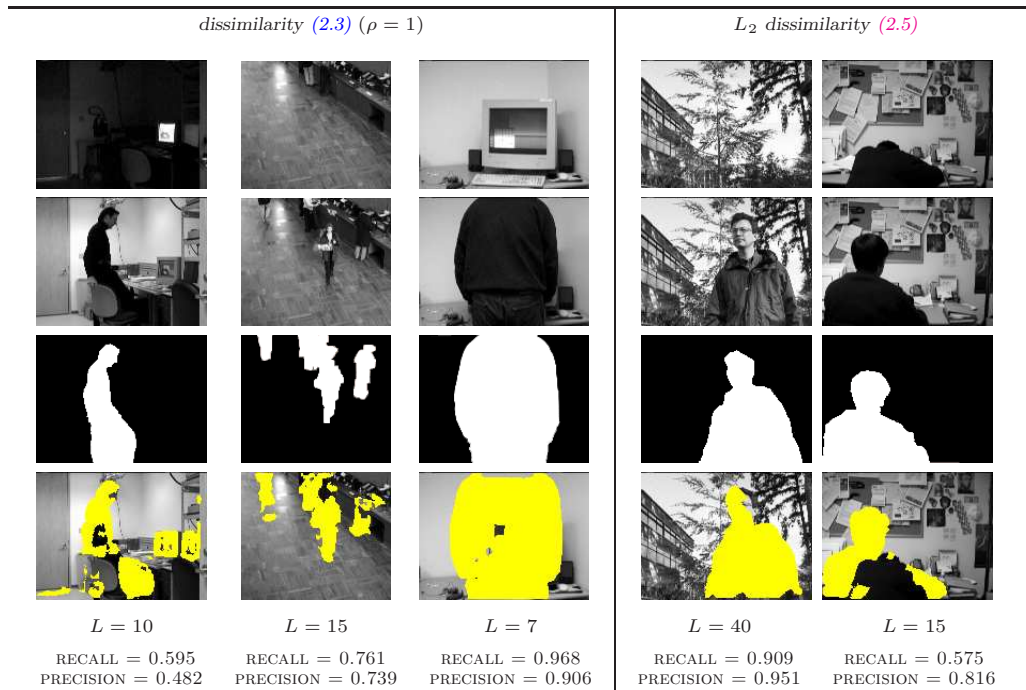 dissimilarity (2.3) (ρ = 1)
L₂ dissimilarity (2.5)
L = 10
L = 15
L = 7
L = 40
L = 15
RECALL = 0.595
RECALL = 0.761
RECALL = 0.968
RECALL = 0.909
RECALL = 0.575
PRECISION = 0.482
PRECISION = 0.739
PRECISION = 0.906
PRECISION = 0.951
PRECISION = 0.816